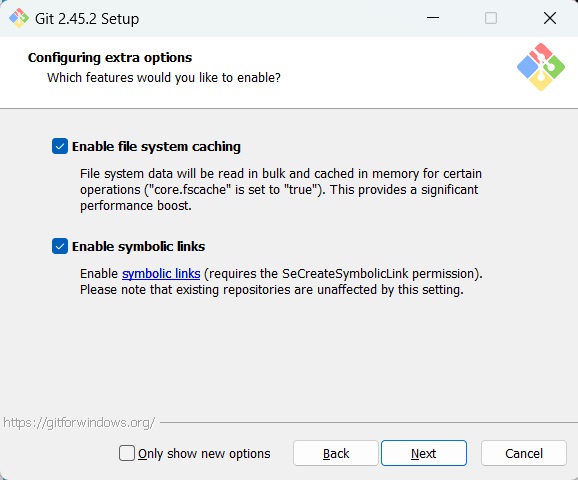 Git 2.45.2 Setup
Configuring extra options
Which features would you like to enable?
Enable file system caching
File system data will be read in bulk and cached in memory for certain
operations ("core.fscache" is set to "true"). This provides a significant
performance boost.
Enable symbolic links
Enable symbolic links (requires the SeCreateSymbolicLink permission).
Please note that existing repositories are unaffected by this setting.
https://gitforwindows.org/
Only show new options
Back
Next
Cancel